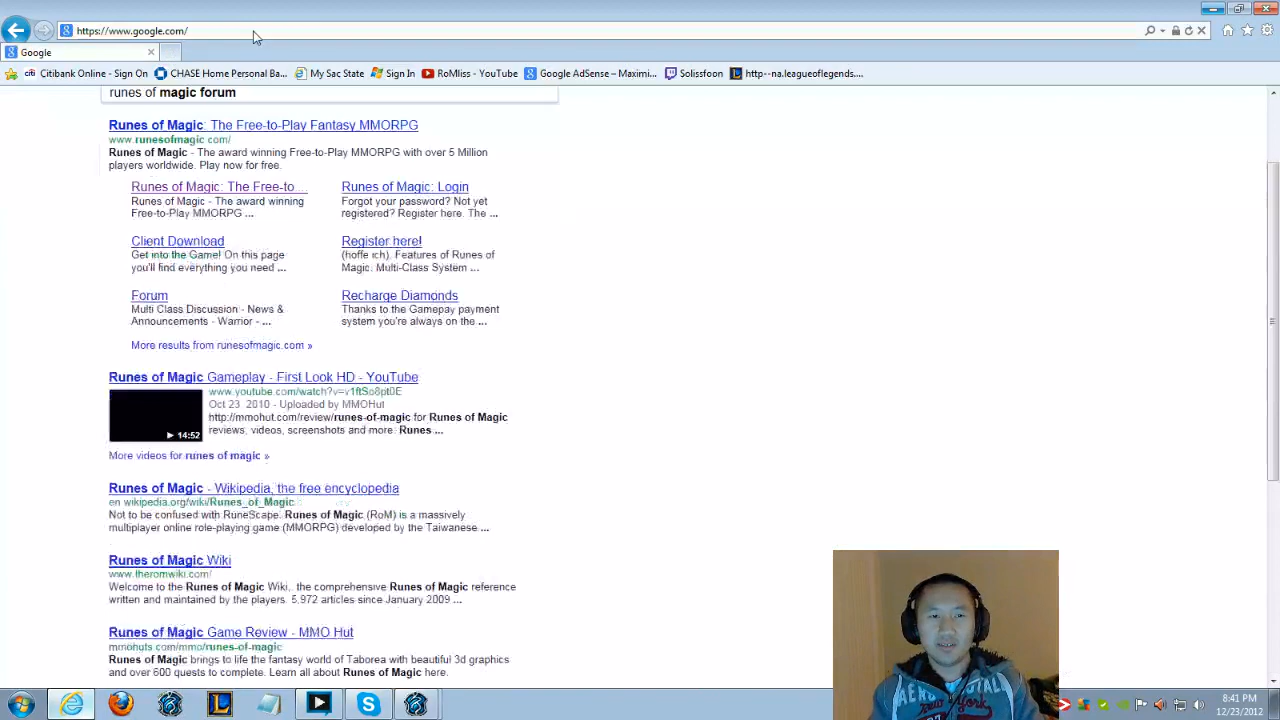 https://www.google.com/
Google
Citibank Online - Sign On CHASE Home Personal Ba... My Sac State Sign In RoMliss - YouTube Google AdSense – Maximi... Solissfoon http--na.leagueoflegends....
runes of magic forum
Runes of Magic: The Free-to-Play Fantasy MMORPG
www.runesofmagic.com/
Runes of Magic - The award winning Free-to-Play MMORPG with over 5 Million
players worldwide. Play now for free.
Runes of Magic: The Free-to...
Runes of Magic - The award winning
Free-to-Play MMORPG ...
Runes of Magic: Login
Forgot your password? Not yet
registered? Register here. The ...
Client Download
Get into the Game! On this page
you'll find everything you need ...
Register here!
(hoffe ich). Features of Runes of
Magic. Multi-Class System ...
Forum
Multi Class Discussion - News &
Announcements - Warrior - ...
Recharge Diamonds
Thanks to the Gamepay payment
system you're always on the ...
More results from runesofmagic.com »
Runes of Magic Gameplay - First Look HD - YouTube
www.youtube.com/watch?v=v1ftSo8pt0E
Oct 23, 2010 - Uploaded by MMOHut
http://mmohut.com/review/runes-of-magic for Runes of Magic
reviews, videos, screenshots and more. Runes ...
14:52
More videos for runes of magic »
Runes of Magic - Wikipedia, the free encyclopedia
en.wikipedia.org/wiki/Runes_of_Magic
Not to be confused with RuneScape. Runes of Magic (RoM) is a massively
multiplayer online role-playing game (MMORPG) developed by the Taiwanese ...
Runes of Magic Wiki
www.theromwiki.com/
Welcome to the Runes of Magic Wiki, the comprehensive Runes of Magic reference
written and maintained by the players. 5,972 articles since January 2009 ...
Runes of Magic Game Review - MMO Hut
mmohuts.com/mmo/runes-of-magic
Runes of Magic brings to life the fantasy world of Taborea with beautiful 3d graphics
and over 600 quests to complete. Learn all about Runes of Magic here.
8:41 PM
12/23/2012